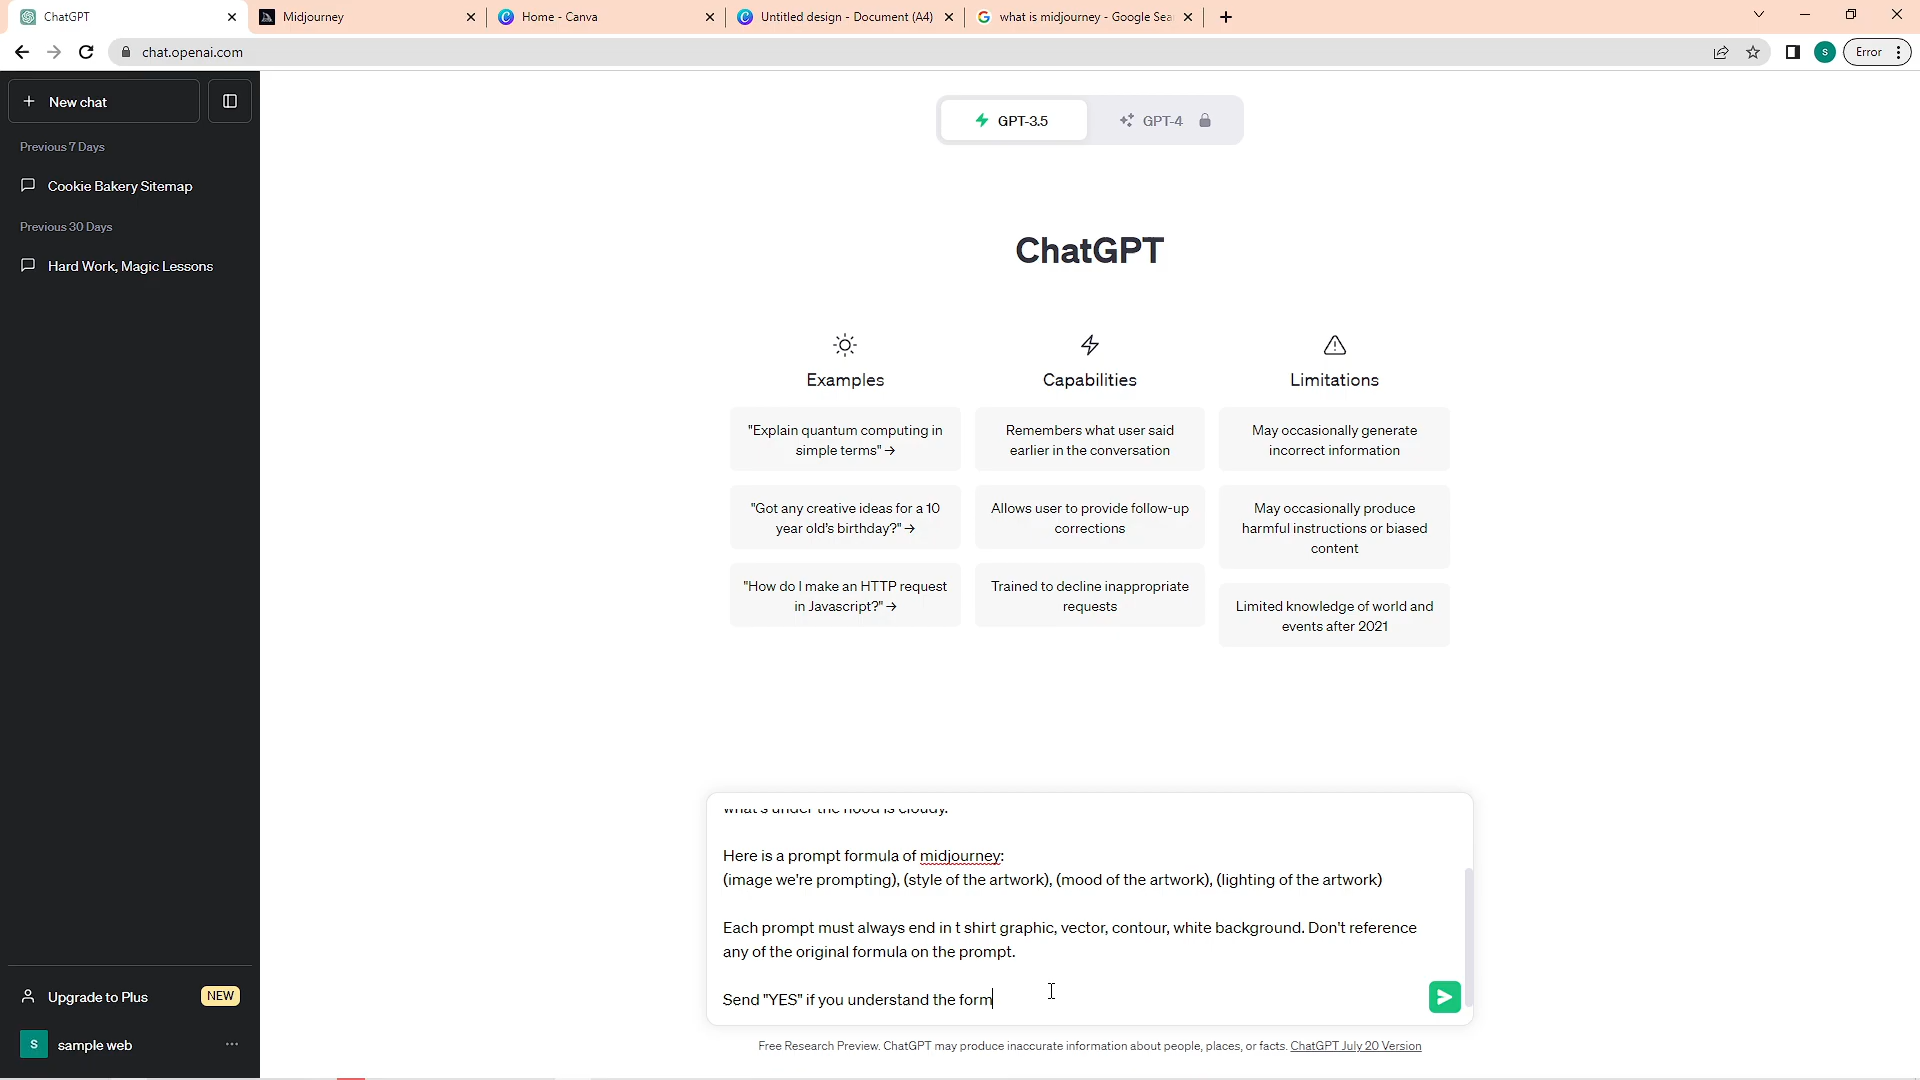 ChatGPT
Midjourney
Home - Canva
Untitled design - Document (A4)
what is midjourney - Google Sea
chat.openai.com
S
Error
New chat
Previous 7 Days
Cookie Bakery Sitemap
Previous 30 Days
Hard Work, Magic Lessons
GPT-3.5
GPT-4
ChatGPT
Examples
"Explain quantum computing in
simple terms" →
"Got any creative ideas for a 10
year old's birthday?" →
"How do I make an HTTP request
in Javascript?" →
Capabilities
Remembers what user said
earlier in the conversation
Allows user to provide follow-up
corrections
Trained to decline inappropriate
requests
Limitations
May occasionally generate
incorrect information
May occasionally produce
harmful instructions or biased
content
Limited knowledge of world and
events after 2021
what's under the hood is cloudy.
Here is a prompt formula of midjourney:
(image we're prompting), (style of the artwork), (mood of the artwork), (lighting of the artwork)
Each prompt must always end in t shirt graphic, vector, contour, white background. Don't reference
any of the original formula on the prompt.
Send "YES" if you understand the form
Free Research Preview. ChatGPT may produce inaccurate information about people, places, or facts. ChatGPT July 20 Version
Upgrade to Plus
NEW
S
sample web